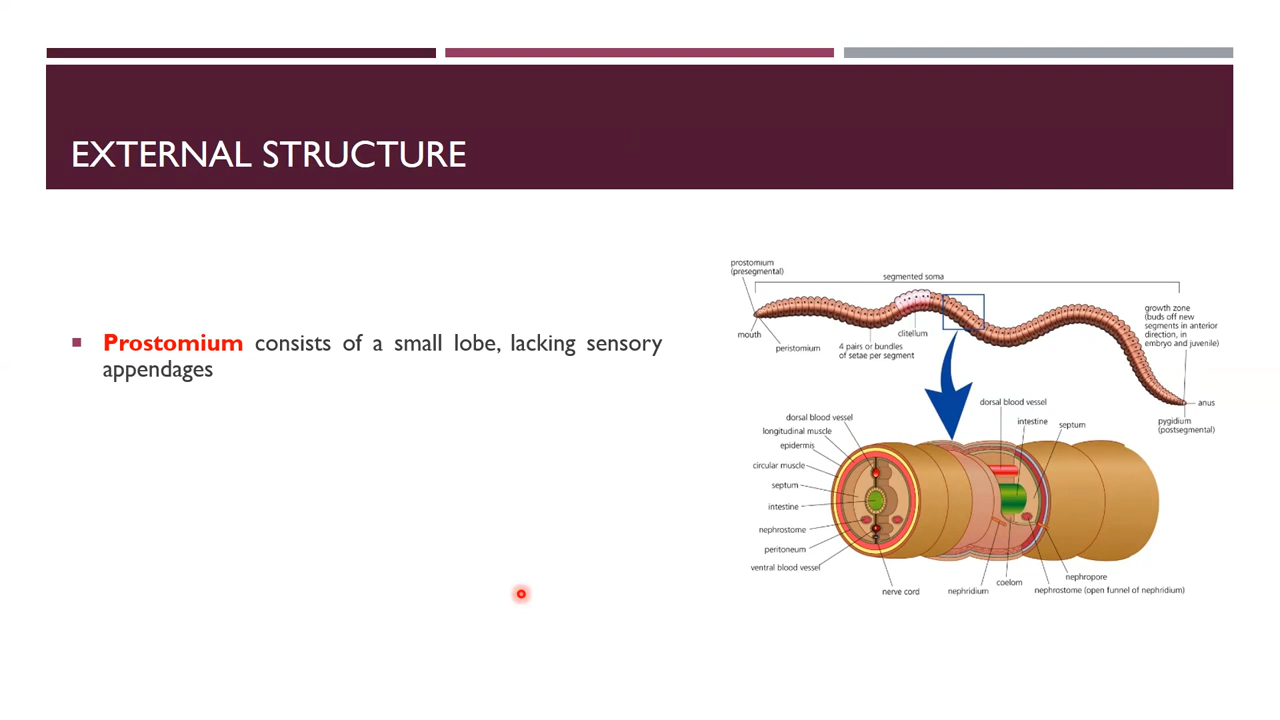 EXTERNAL STRUCTURE
Prostomium consists of a small lobe, lacking sensory
appendages
prostomium
(presegmental)
segmented soma
mouth
peristomium
clitellum
4 pairs or bundles
of setae per segment
growth zone
(buds off new
segments in anterior
direction, in
embryo and juvenile)
anus
pygidium
(postsegmental)
dorsal blood vessel
longitudinal muscle
epidermis
circular muscle
septum
intestine
nephrostome
peritoneum
ventral blood vessel
nerve cord
dorsal blood vessel
intestine
septum
nephridium
coelom
nephropore
nephrostome (open funnel of nephridium)